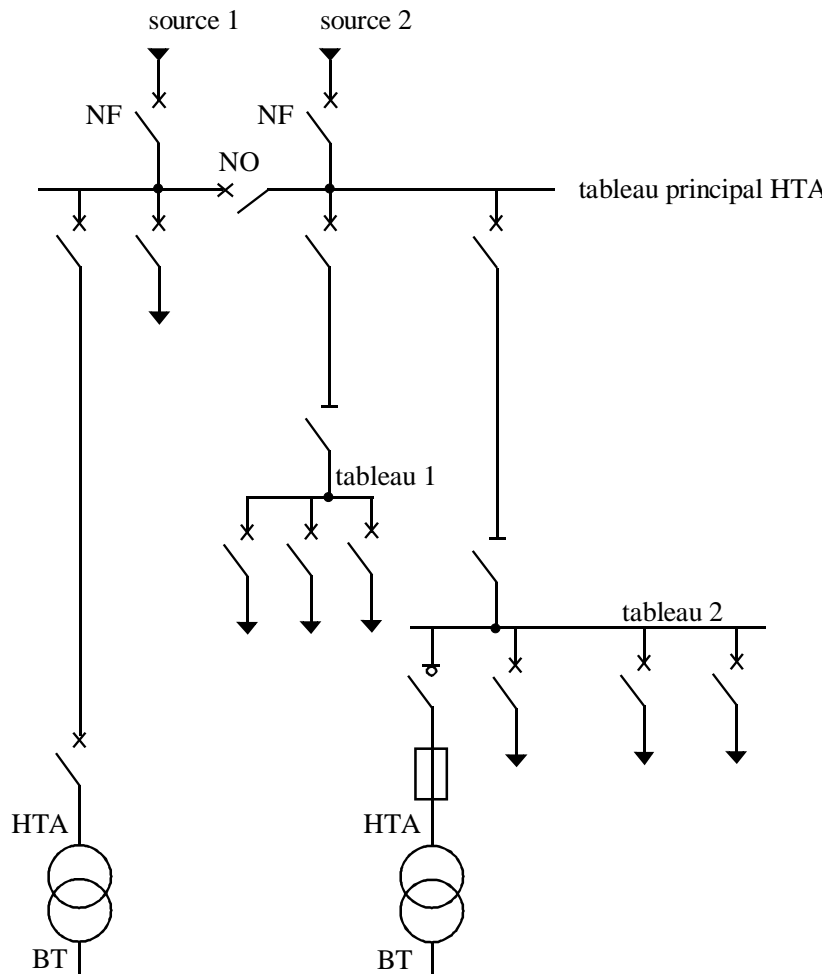 source 1
source 2
NF
NF
NO
tableau principal HTA
tableau 1
tableau 2
HTA
HTA
BT
BT